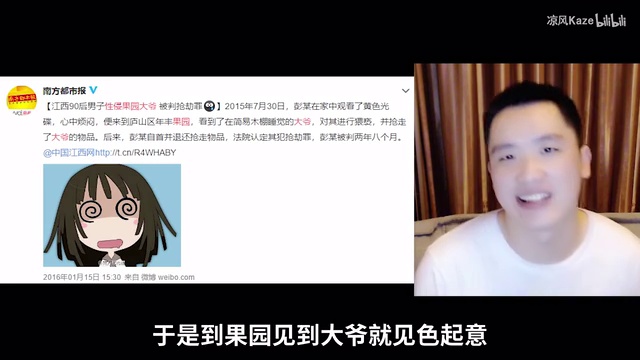 凉风Kaze bilibili
南方都市报
【江西90后男子性侵果园大爷 被判抢劫罪】2015年7月30日，彭某在家中观看了黄色光
碟，心中烦闷，便来到庐山区年丰果园，看到了在简易木棚睡觉的大爷，对其进行猥亵，并抢走
了大爷的物品。后来，彭某自首并退还抢走物品，法院认定其犯抢劫罪，彭某被判两年八个月。
@中国江西网http://t.cn/R4WHABY
2016年01月15日 15:30 来自 微博 weibo.com
于是到果园见到大爷就见色起意